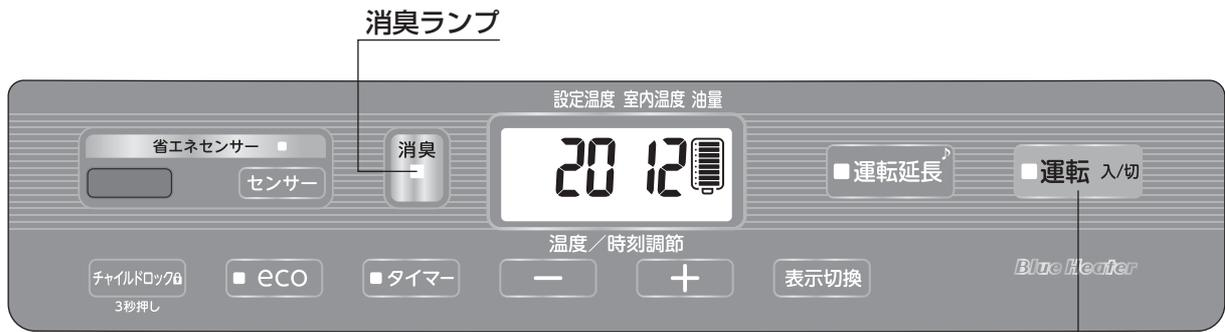 消臭ランプ
設定温度 室内温度 油量
省エネセンサー
消臭
20 12
運転延長♪
運転 入/切
センサー
温度／時刻調節
チャイルドロック
3秒押し
eco
タイマー
－
＋
表示切換
Blue Heater